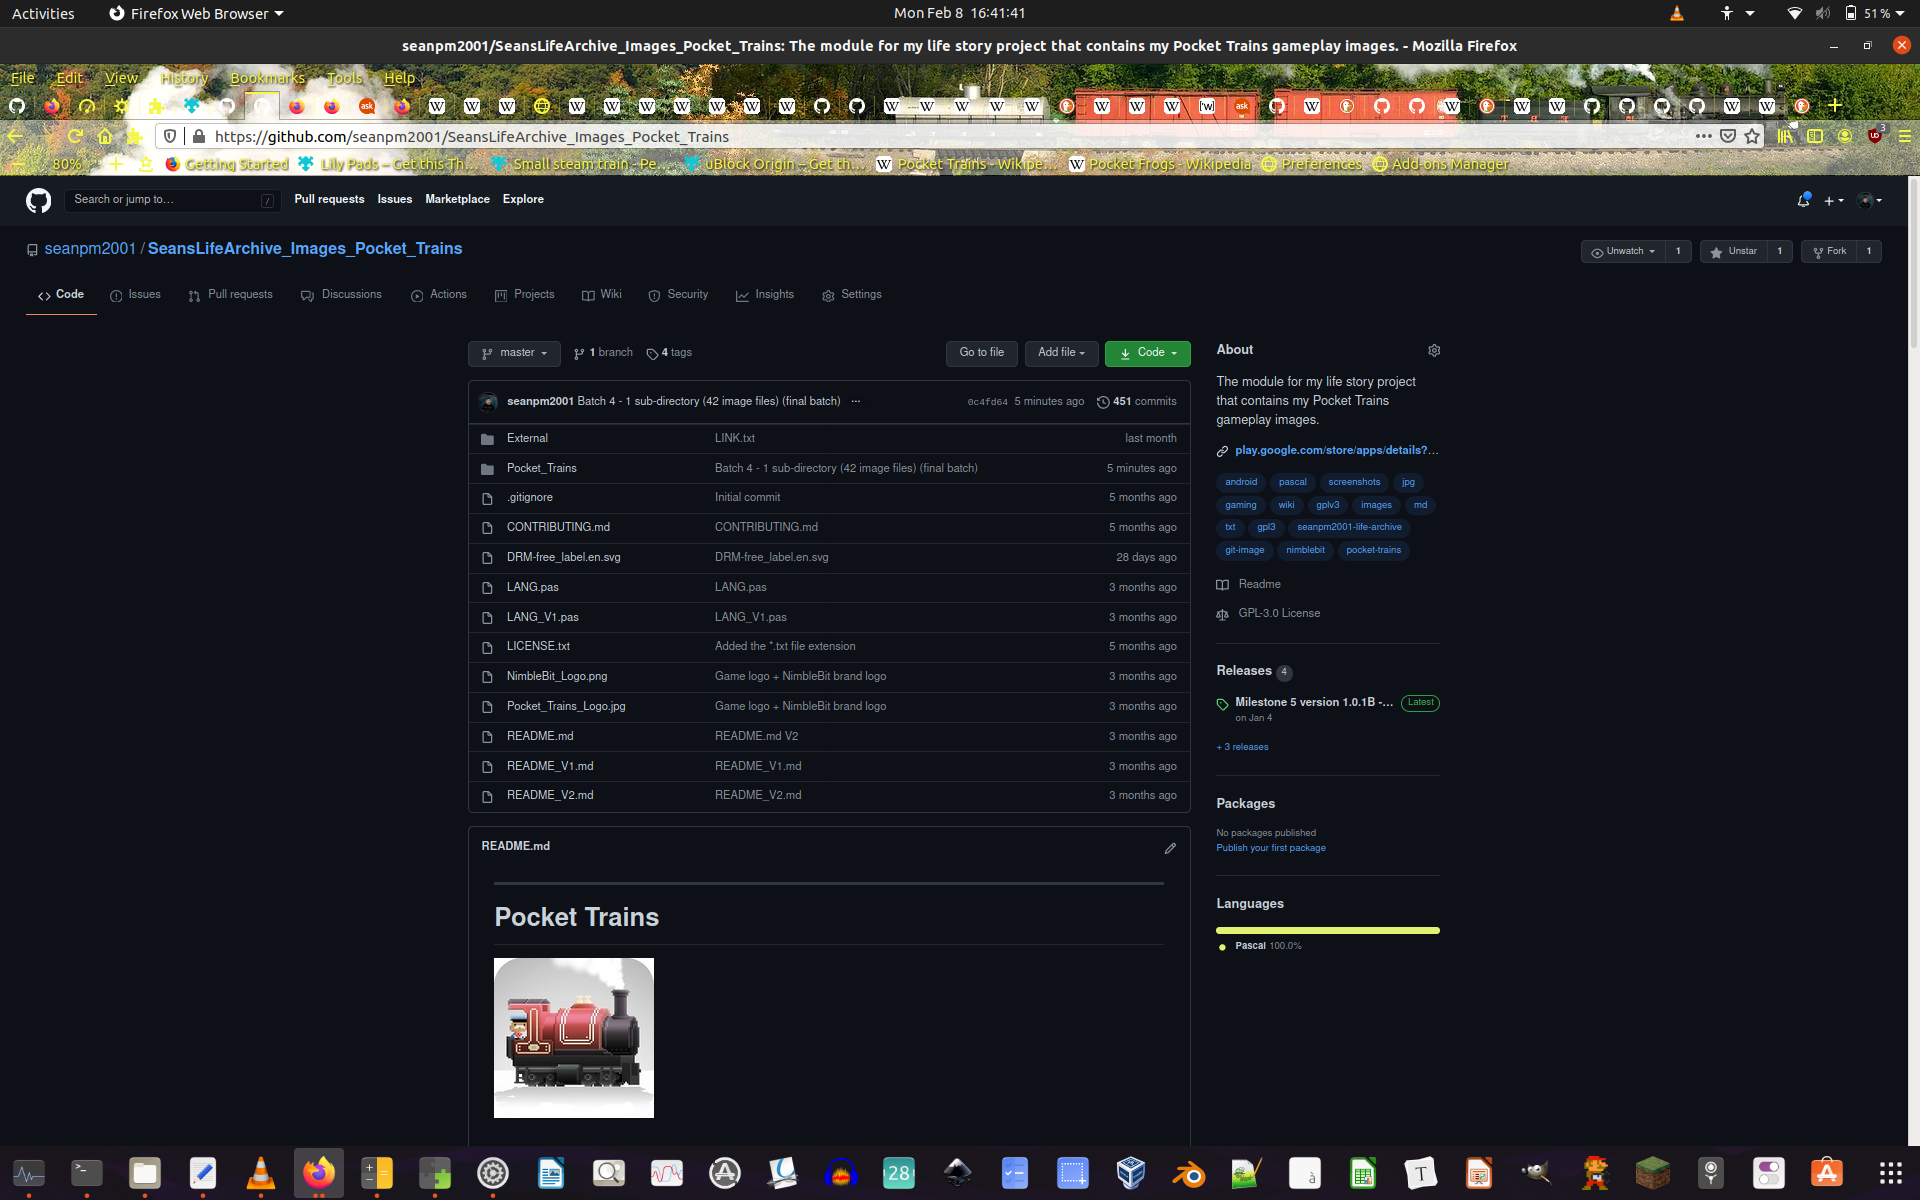 Activities
Firefox Web Browser
Mon Feb 8 16:41:41
51 %
seanpm2001/SeansLifeArchive_Images_Pocket_Trains: The module for my life story project that contains my Pocket Trains gameplay images. - Mozilla Firefox
File Edit View History Bookmarks Tools Help
https://github.com/seanpm2001/SeansLifeArchive_Images_Pocket_Trains
3
80%
Getting Started
Lily Pads – Get this Th…
Small steam train - Pe…
uBlock Origin – Get th…
Pocket Trains - Wikipe…
Pocket Frogs - Wikipedia
Preferences
Add-ons Manager
Search or jump to…
/
Pull requests Issues Marketplace Explore
seanpm2001 / SeansLifeArchive_Images_Pocket_Trains
Unwatch 1
Unstar 1
Fork 1
Code Issues Pull requests Discussions Actions Projects Wiki Security Insights Settings
master
1 branch
4 tags
Go to file
Add file
Code
seanpm2001 Batch 4 - 1 sub-directory (42 image files) (final batch) ...
0c4fd64 5 minutes ago 451 commits
External LINK.txt last month
Pocket_Trains Batch 4 - 1 sub-directory (42 image files) (final batch) 5 minutes ago
.gitignore Initial commit 5 months ago
CONTRIBUTING.md CONTRIBUTING.md 5 months ago
DRM-free_label.en.svg DRM-free_label.en.svg 28 days ago
LANG.pas LANG.pas 3 months ago
LANG_V1.pas LANG_V1.pas 3 months ago
LICENSE.txt Added the *.txt file extension 5 months ago
NimbleBit_Logo.png Game logo + NimbleBit brand logo 3 months ago
Pocket_Trains_Logo.jpg Game logo + NimbleBit brand logo 3 months ago
README.md README.md V2 3 months ago
README_V1.md README_V1.md 3 months ago
README_V2.md README_V2.md 3 months ago
README.md
Pocket Trains
About
The module for my life story project
that contains my Pocket Trains
gameplay images.
play.google.com/store/apps/details?…
android pascal screenshots jpg
gaming wiki gplv3 images md
txt gpl3 seanpm2001-life-archive
git-image nimblebit pocket-trains
Readme
GPL-3.0 License
Releases 4
Milestone 5 version 1.0.1B -… Latest
on Jan 4
+ 3 releases
Packages
No packages published
Publish your first package
Languages
Pascal 100.0%
28